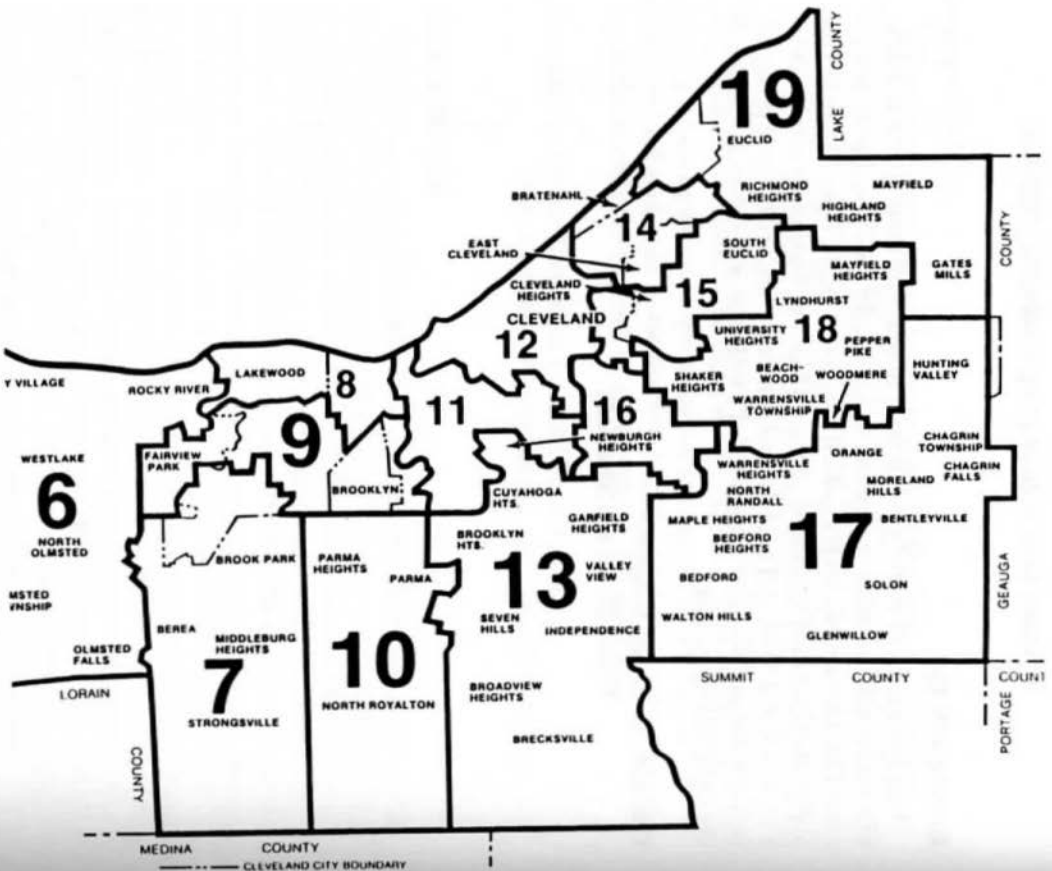 19
EUCLID
LAKE COUNTY
BRATENAHL
RICHMOND
HEIGHTS
MAYFIELD
HIGHLAND
HEIGHTS
14
EAST
CLEVELAND
SOUTH
EUCLID
MAYFIELD
HEIGHTS
GATES
MILLS
COUNTY
CLEVELAND
HEIGHTS
15
LYNDHURST
CLEVELAND
12
UNIVERSITY
HEIGHTS
18
PEPPER
PIKE
HUNTING
VALLEY
Y VILLAGE
ROCKY RIVER
LAKEWOOD
8
SHAKER
HEIGHTS
BEACH-
WOOD
WOODMERE
WARRENSVILLE
TOWNSHIP
11
16
9
NEWBURGH
HEIGHTS
WESTLAKE
6
NORTH
OLMSTED
FAIRVIEW
PARK
BROOKLYN
CUYAHOGA
HTS.
WARRENSVILLE
HEIGHTS
ORANGE
CHAGRIN
TOWNSHIP
CHAGRIN
FALLS
NORTH
RANDALL
MORELAND
HILLS
GARFIELD
HEIGHTS
MAPLE HEIGHTS
17
BENTLEYVILLE
BROOK PARK
PARMA
HEIGHTS
PARMA
BROOKLYN
HTS.
13
VALLEY
VIEW
BEDFORD
HEIGHTS
BEDFORD
SOLON
GEAUGA
MSTED
WNSHIP
BEREA
MIDDLEBURG
HEIGHTS
SEVEN
HILLS
INDEPENDENCE
WALTON HILLS
GLENWILLOW
OLMSTED
FALLS
7
10
LORAIN
STRONGSVILLE
NORTH ROYALTON
BROADVIEW
HEIGHTS
SUMMIT COUNTY
COUNT
PORTAGE
BRECKSVILLE
COUNTY
MEDINA COUNTY
CLEVELAND CITY BOUNDARY